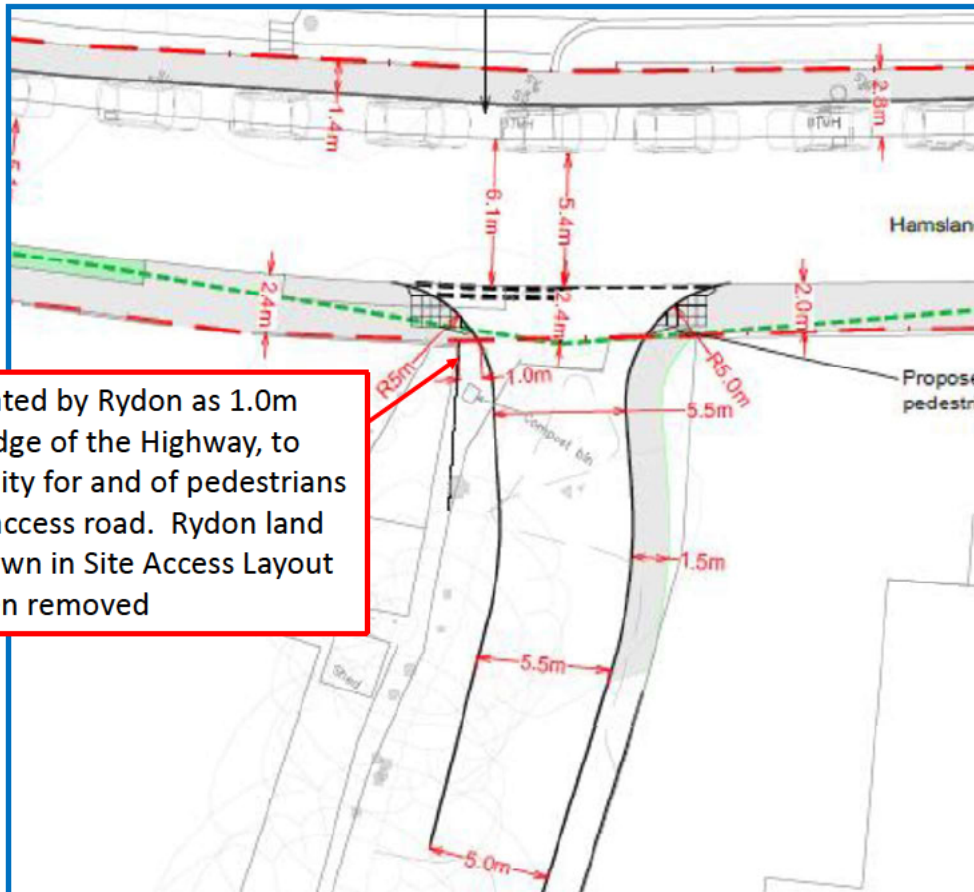 1.4m
2.8m
BTVH
BTVH
6.1m
5.4m
Hamslan
2.4m
2.4m
2.0m
R5m
1.0m
R5.0m
Propose
pedestr
5.5m
Compost bin
ated by Rydon as 1.0m
dge of the Highway, to
ity for and of pedestrians
access road. Rydon land
wn in Site Access Layout
n removed
1.5m
5.5m
Shed
5.0m